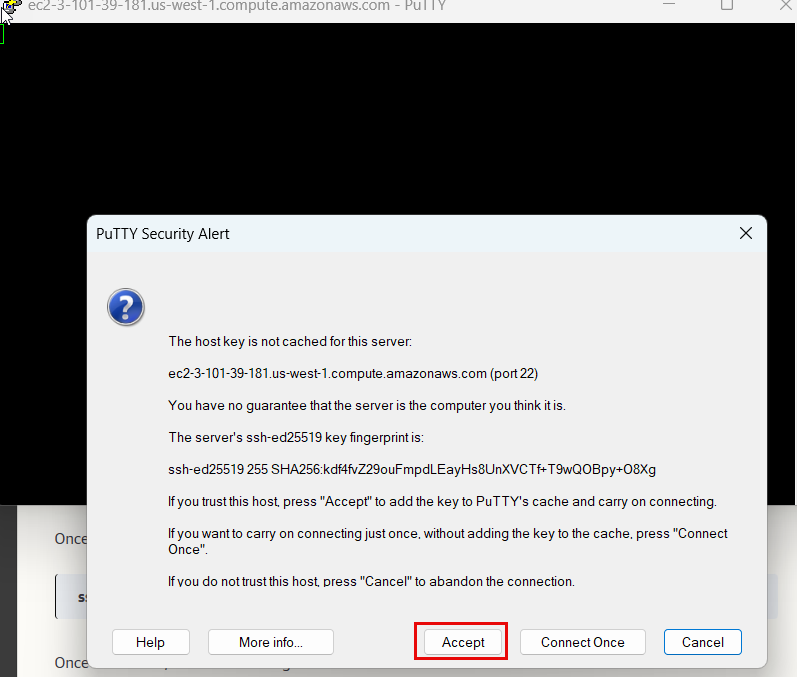 ec2-3-101-39-181.us-west-1.compute.amazonaws.com - PuTTY
PuTTY Security Alert
The host key is not cached for this server:
ec2-3-101-39-181.us-west-1.compute.amazonaws.com (port 22)
You have no guarantee that the server is the computer you think it is.
The server's ssh-ed25519 key fingerprint is:
ssh-ed25519 255 SHA256:kdf4fvZ29ouFmpdLEayHs8UnXVCTf+T9wQOBpy+O8Xg
If you trust this host, press "Accept" to add the key to PuTTY's cache and carry on connecting.
If you want to carry on connecting just once, without adding the key to the cache, press "Connect
Once".
If you do not trust this host, press "Cancel" to abandon the connection.
Once
Help
More info...
Accept
Connect Once
Cancel
Once